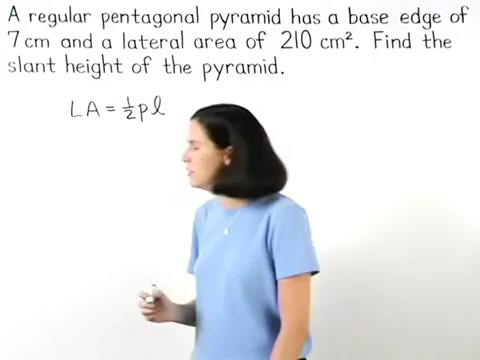 A regular pentagonal pyramid has a base edge of
7 cm and a lateral area of 210 cm². Find the
slant height of the pyramid.
LA = ½pℓ